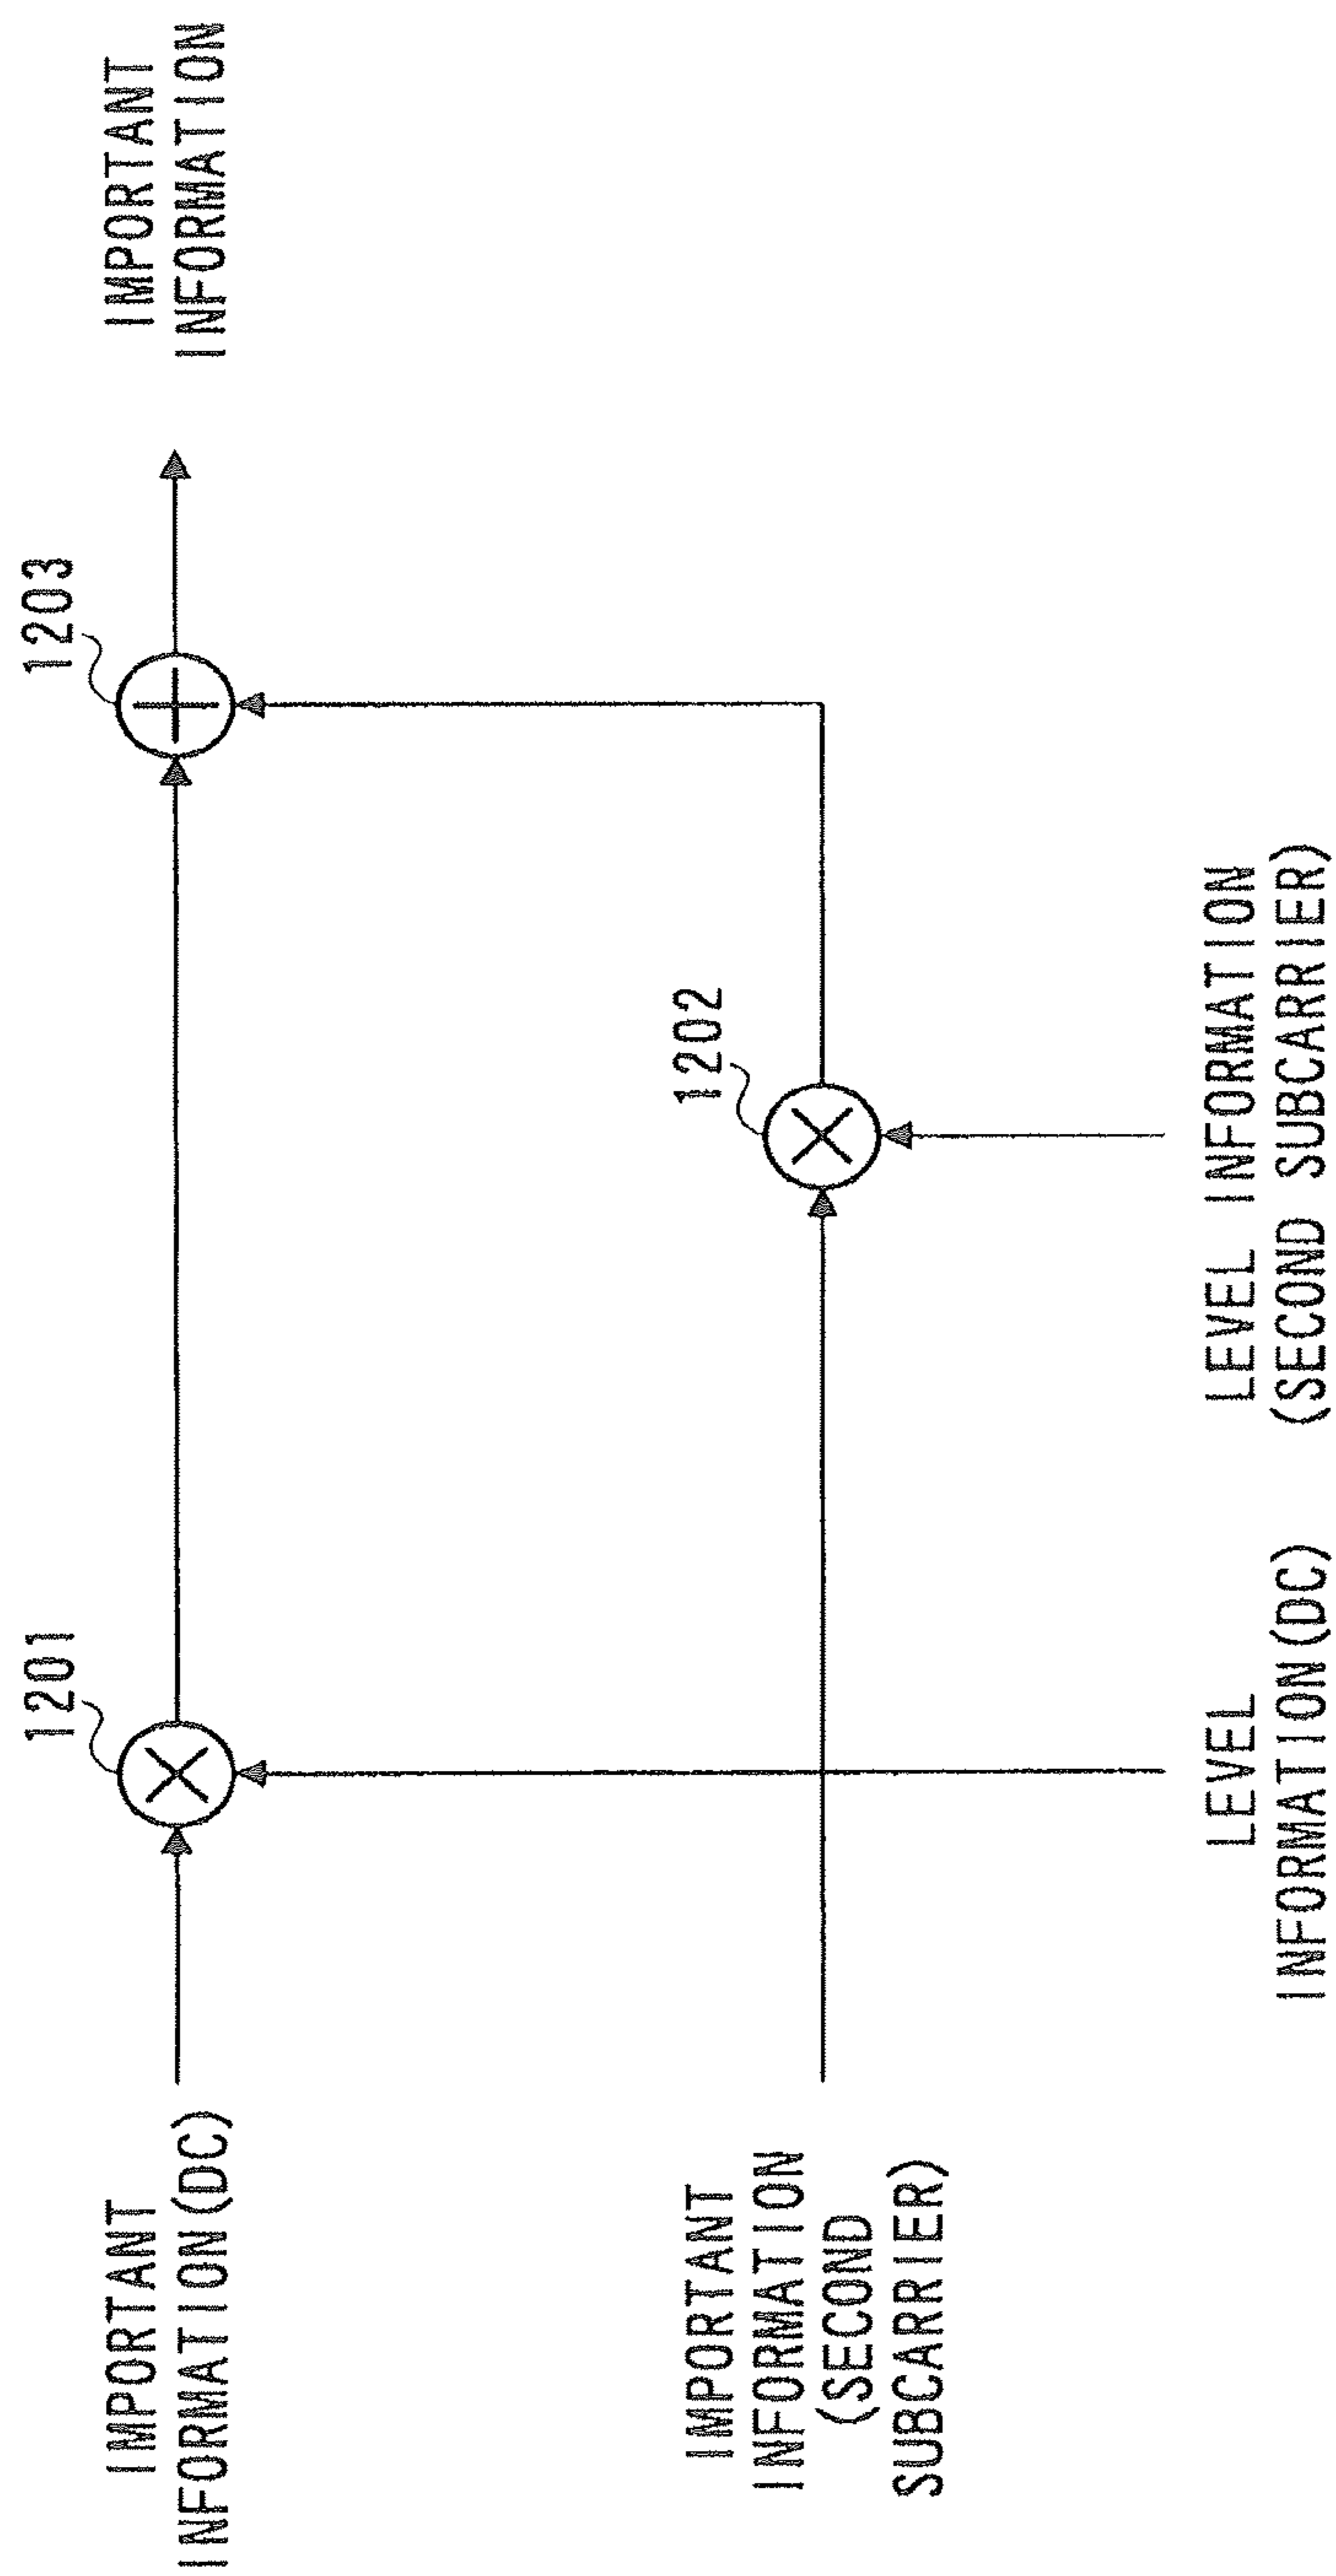 1201
1203
IMPORTANT
INFORMATION(DC)
IMPORTANT
INFORMATION
1202
IMPORTANT
INFORMATION
(SECOND
SUBCARRIER)
LEVEL
INFORMATION(DC)
LEVEL INFORMATION
(SECOND SUBCARRIER)